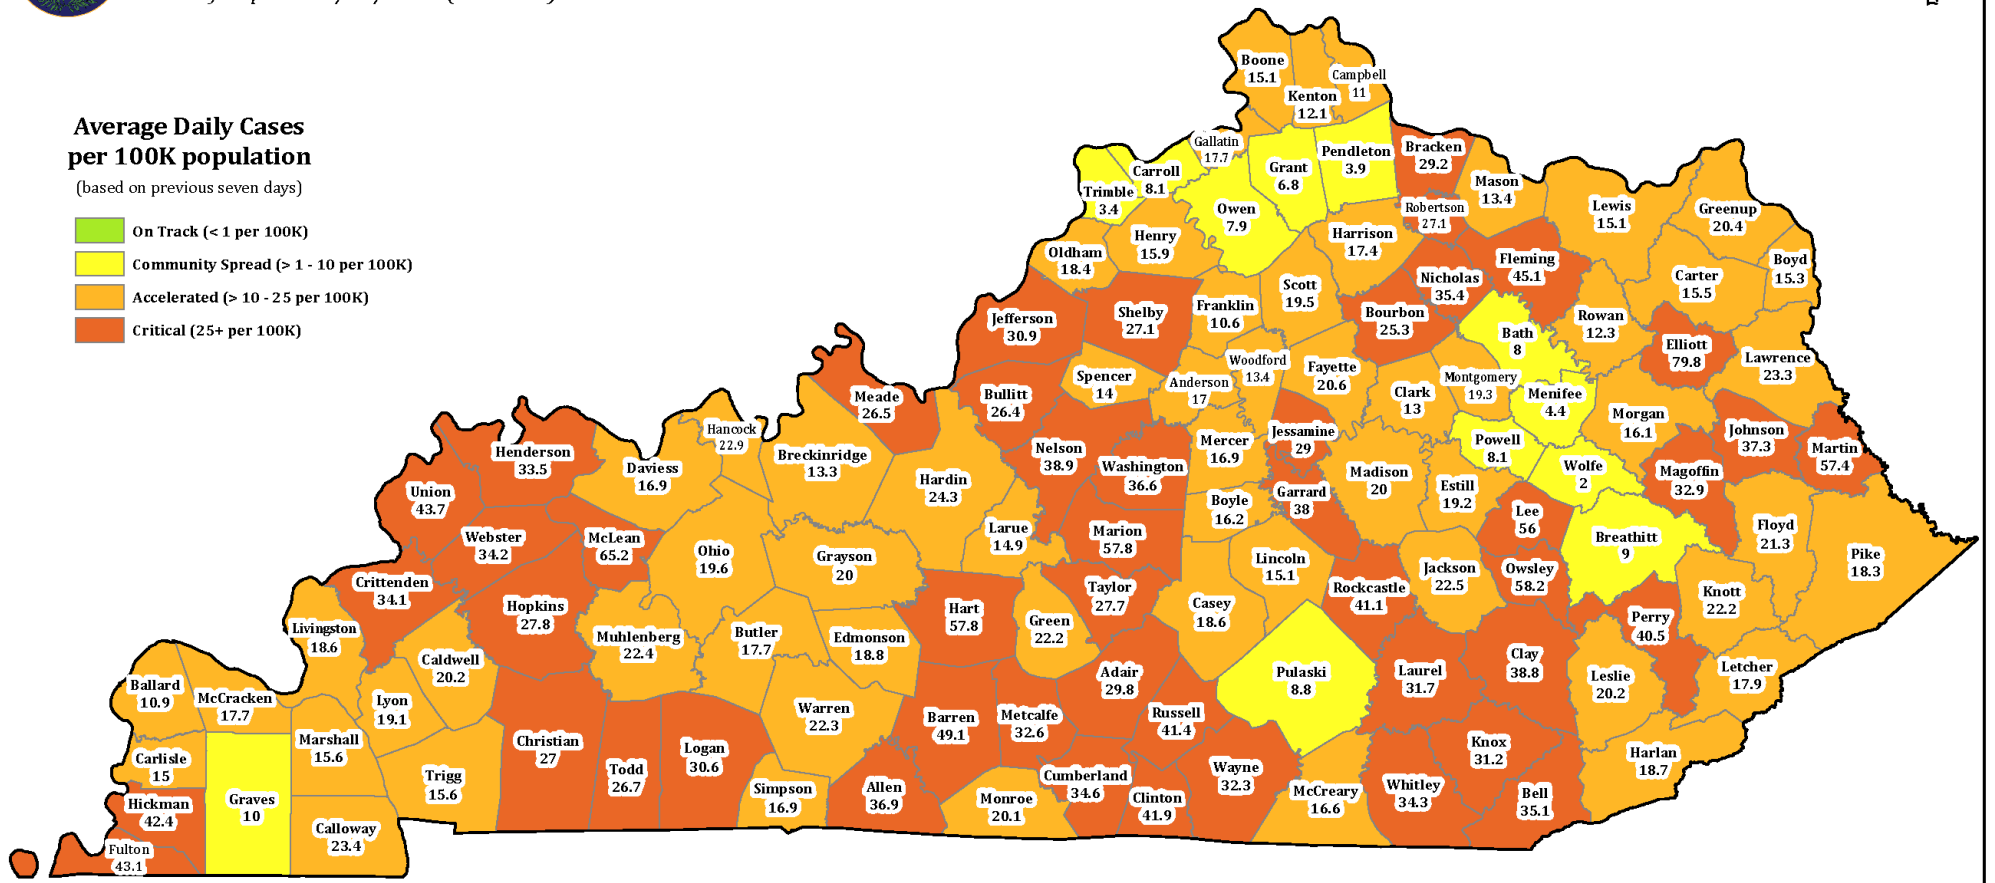 Average Daily Cases
per 100K population
(based on previous seven days)
On Track (< 1 per 100K)
Community Spread (> 1 - 10 per 100K)
Accelerated (> 10 - 25 per 100K)
Critical (25+ per 100K)
Boone
15.1
Kenton
12.1
Campbell
11
Gallatin
17.7
Carroll
8.1
Trimble
3.4
Grant
6.8
Pendleton
3.9
Bracken
29.2
Mason
13.4
Robertson
27.1
Lewis
15.1
Greenup
20.4
Boyd
15.3
Carter
15.5
Owen
7.9
Henry
15.9
Oldham
18.4
Harrison
17.4
Fleming
45.1
Nicholas
35.4
Scott
19.5
Franklin
10.6
Shelby
27.1
Jefferson
30.9
Bourbon
25.3
Bath
8
Rowan
12.3
Elliott
79.8
Lawrence
23.3
Woodford
13.4
Fayette
20.6
Montgomery
19.3
Clark
13
Menifee
4.4
Morgan
16.1
Spencer
14
Anderson
17
Bullitt
26.4
Meade
26.5
Hancock
22.9
Breckinridge
13.3
Daviess
16.9
Henderson
33.5
Union
43.7
Webster
34.2
McLean
65.2
Ohio
19.6
Grayson
20
Hardin
24.3
Larue
14.9
Nelson
38.9
Washington
36.6
Mercer
16.9
Jessamine
29
Garrard
38
Boyle
16.2
Marion
57.8
Madison
20
Powell
8.1
Estill
19.2
Wolfe
2
Lee
56
Magoffin
32.9
Johnson
37.3
Martin
57.4
Floyd
21.3
Pike
18.3
Breathitt
9
Owsley
58.2
Jackson
22.5
Rockcastle
41.1
Lincoln
15.1
Casey
18.6
Taylor
27.7
Green
22.2
Hart
57.8
Edmonson
18.8
Butler
17.7
Muhlenberg
22.4
Hopkins
27.8
Crittenden
34.1
Livingston
18.6
Caldwell
20.2
Lyon
19.1
Ballard
10.9
McCracken
17.7
Marshall
15.6
Carlisle
15
Hickman
42.4
Fulton
43.1
Graves
10
Calloway
23.4
Trigg
15.6
Christian
27
Todd
26.7
Logan
30.6
Simpson
16.9
Warren
22.3
Allen
36.9
Barren
49.1
Metcalfe
32.6
Monroe
20.1
Adair
29.8
Cumberland
34.6
Clinton
41.9
Russell
41.4
Wayne
32.3
Pulaski
8.8
McCreary
16.6
Laurel
31.7
Whitley
34.3
Knox
31.2
Bell
35.1
Clay
38.8
Leslie
20.2
Perry
40.5
Knott
22.2
Letcher
17.9
Harlan
18.7